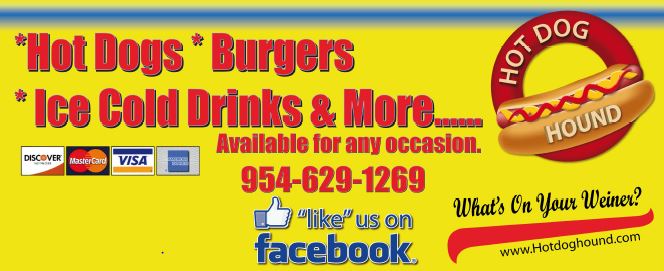 *Hot Dogs * Burgers
* Ice Cold Drinks & More......
Available for any occasion.
954-629-1269
"like" us on
facebook.
DISCOVER
MasterCard
VISA
HOT DOG
HOUND
What's On Your Weiner?
www.Hotdoghound.com